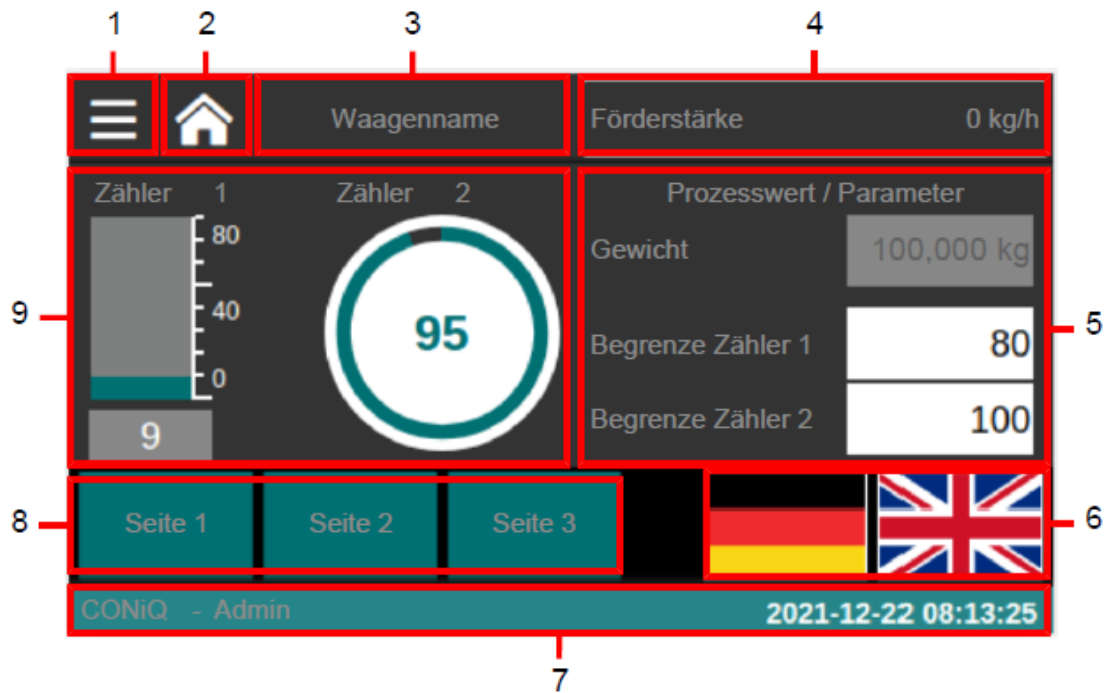 1 2 3 4
Waagenname Förderstärke 0 kg/h
Zähler 1 Zähler 2 Prozesswert / Parameter
80
Gewicht 100,000 kg
9 40 95 5
Begrenze Zähler 1 80
0
Begrenze Zähler 2 100
9
8 Seite 1 Seite 2 Seite 3 6
CONiQ - Admin 2021-12-22 08:13:25
7